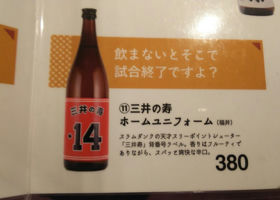 飲まないとそこで
試合終了ですよ？
三井の寿
+14
⑪三井の寿
ホームユニフォーム（福井）
スラムダンクの天才スリーポイントシューター
「三井寿」背番号ラベル。香りはフルーティで
ありながら、スパッと爽快な辛口。
380